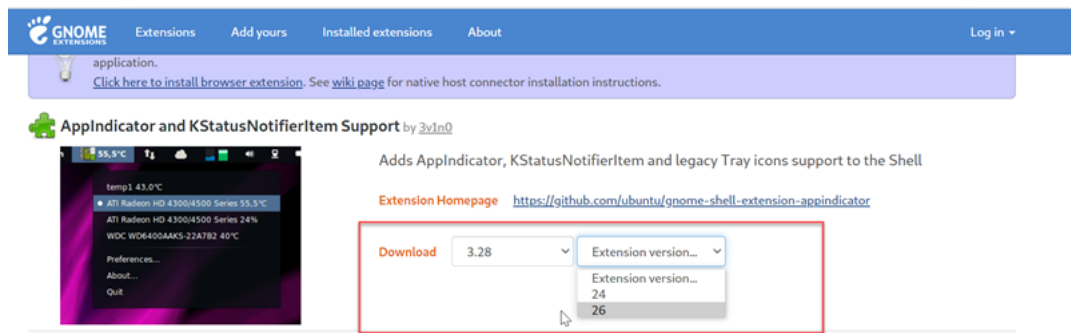 GNOME
EXTENSIONS
Extensions
Add yours
Installed extensions
About
Log in
application.
Click here to install browser extension. See wiki page for native host connector installation instructions.
AppIndicator and KStatusNotifierItem Support by 3v1n0
55,5°C
temp1 43,0°C
ATI Radeon HD 4300/4500 Series 55,5°C
ATI Radeon HD 4300/4500 Series 24%
WDC WD6400AAKS-22A7B2 40°C
Preferences...
About...
Quit
Adds AppIndicator, KStatusNotifierItem and legacy Tray icons support to the Shell
Extension Homepage https://github.com/ubuntu/gnome-shell-extension-appindicator
Download 3.28 Extension version...
Extension version...
24
26